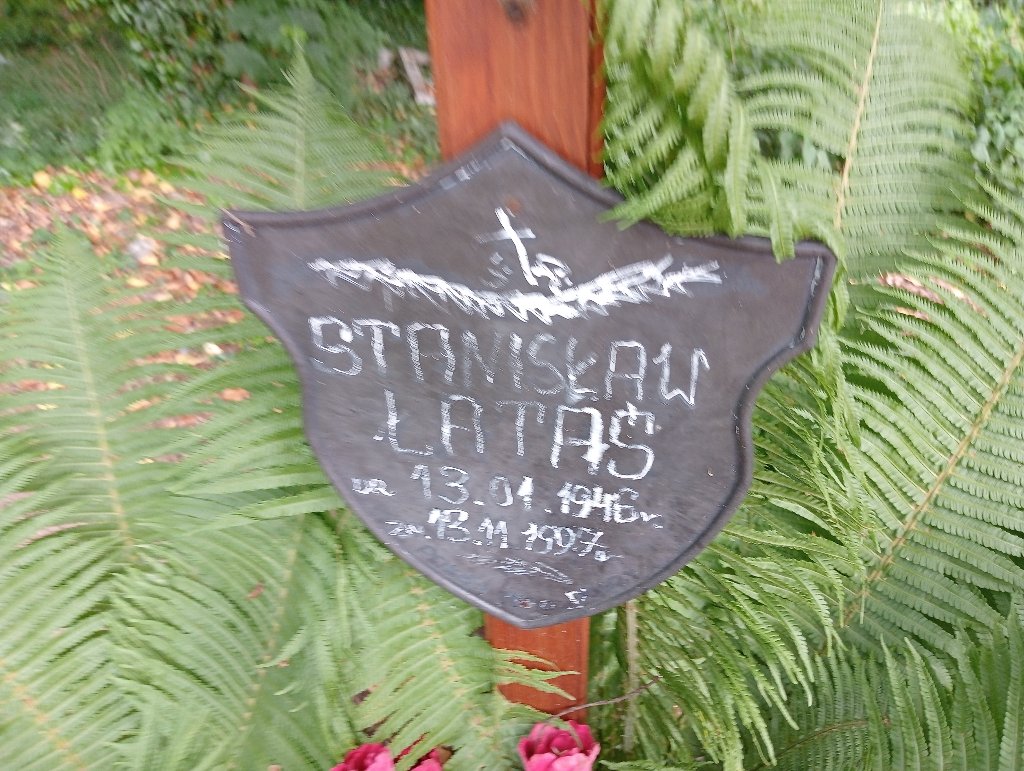 Ś P
STANISŁAW
ŁATAŚ
UR 13.01.1946r.
ZM. 13.11 1997r.